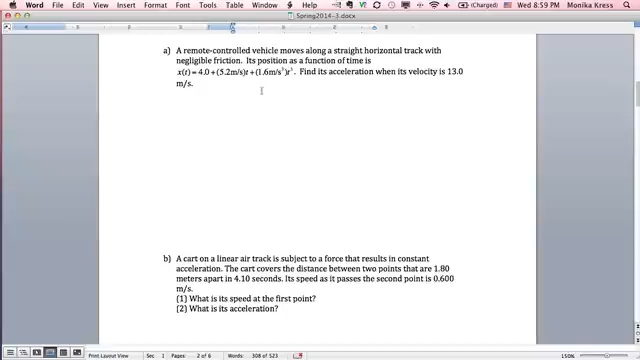 Word File Edit View Insert Format Font Tools Table Window Help 79% Wed 8:59 PM Monika Kress
Spring2014-3.docx
a) A remote-controlled vehicle moves along a straight horizontal track with
negligible friction. Its position as a function of time is
x(t) = 4.0 + (5.2m/s)t + (1.6m/s³)t³. Find its acceleration when its velocity is 13.0
m/s.
b) A cart on a linear air track is subject to a force that results in constant
acceleration. The cart covers the distance between two points that are 1.80
meters apart in 4.10 seconds. Its speed as it passes the second point is 0.600
m/s.
(1) What is its speed at the first point?
(2) What is its acceleration?
Print Layout View Sec 1 Pages: 2 of 6 Words: 308 of 523 150%